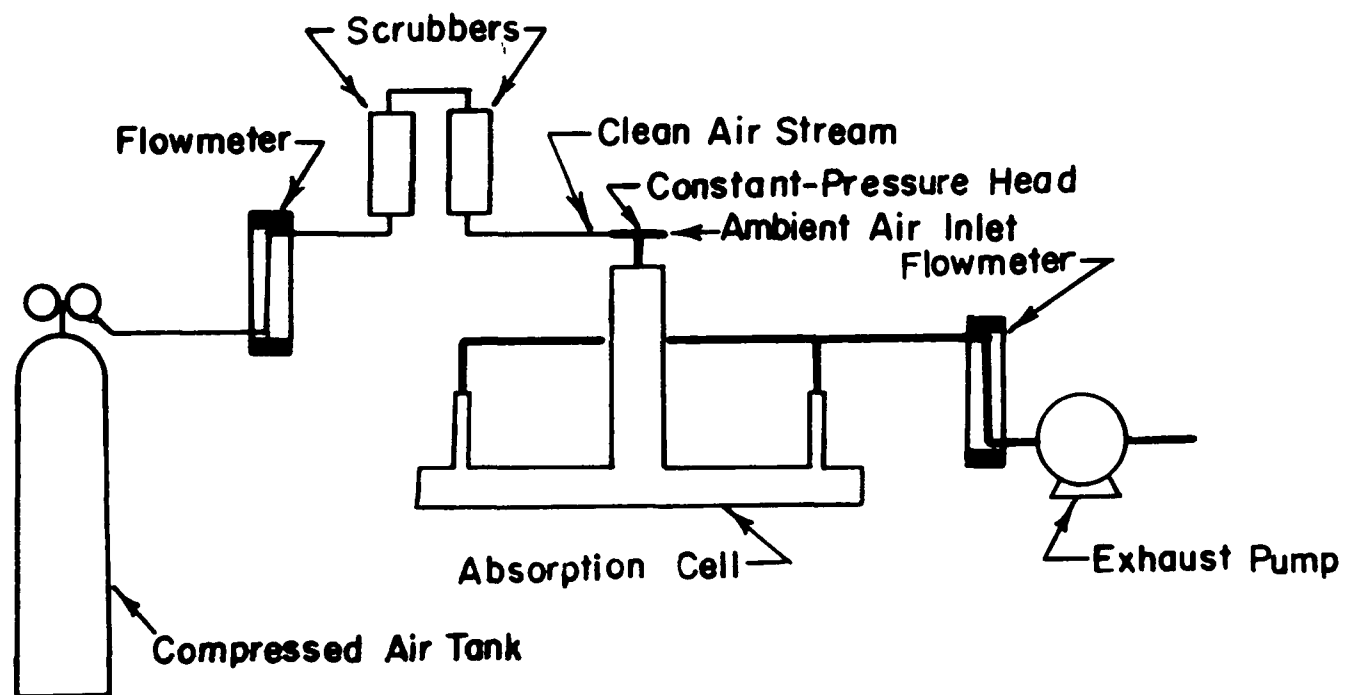 Scrubbers
Flowmeter
Clean Air Stream
Constant-Pressure Head
Ambient Air Inlet
Flowmeter
Absorption Cell
Exhaust Pump
Compressed Air Tank